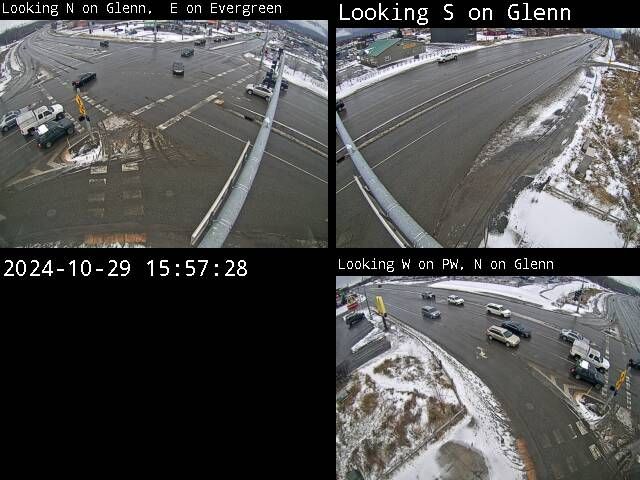 Looking N on Glenn,  E on Evergreen
Looking S on Glenn
2024-10-29 15:57:28
Looking W on PW, N on Glenn